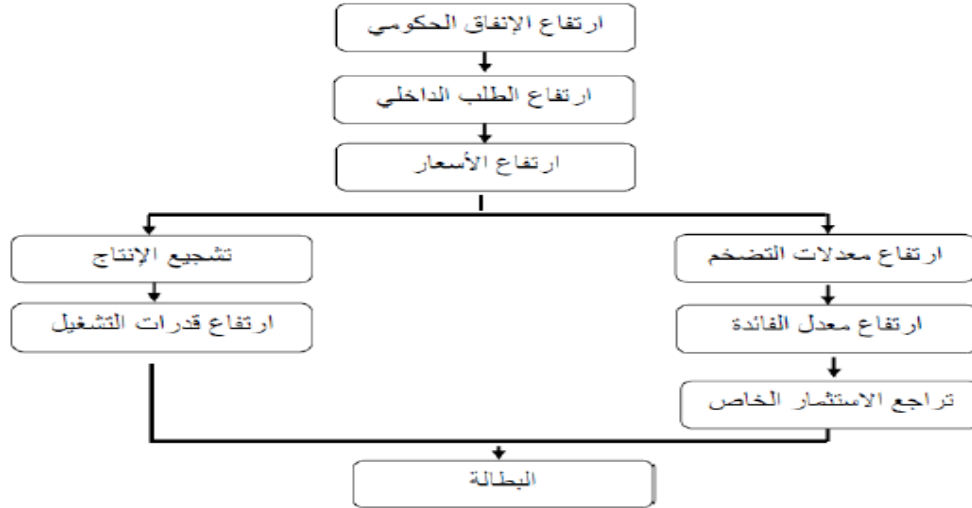 ارتفاع الإنفاق الحكومي
ارتفاع الطلب الداخلي
ارتفاع الأسعار
ارتفاع معدلات التضخم
تشجيع الإنتاج
ارتفاع معدل الفائدة
ارتفاع قدرات التشغيل
تراجع الاستثمار الخاص
البطالة